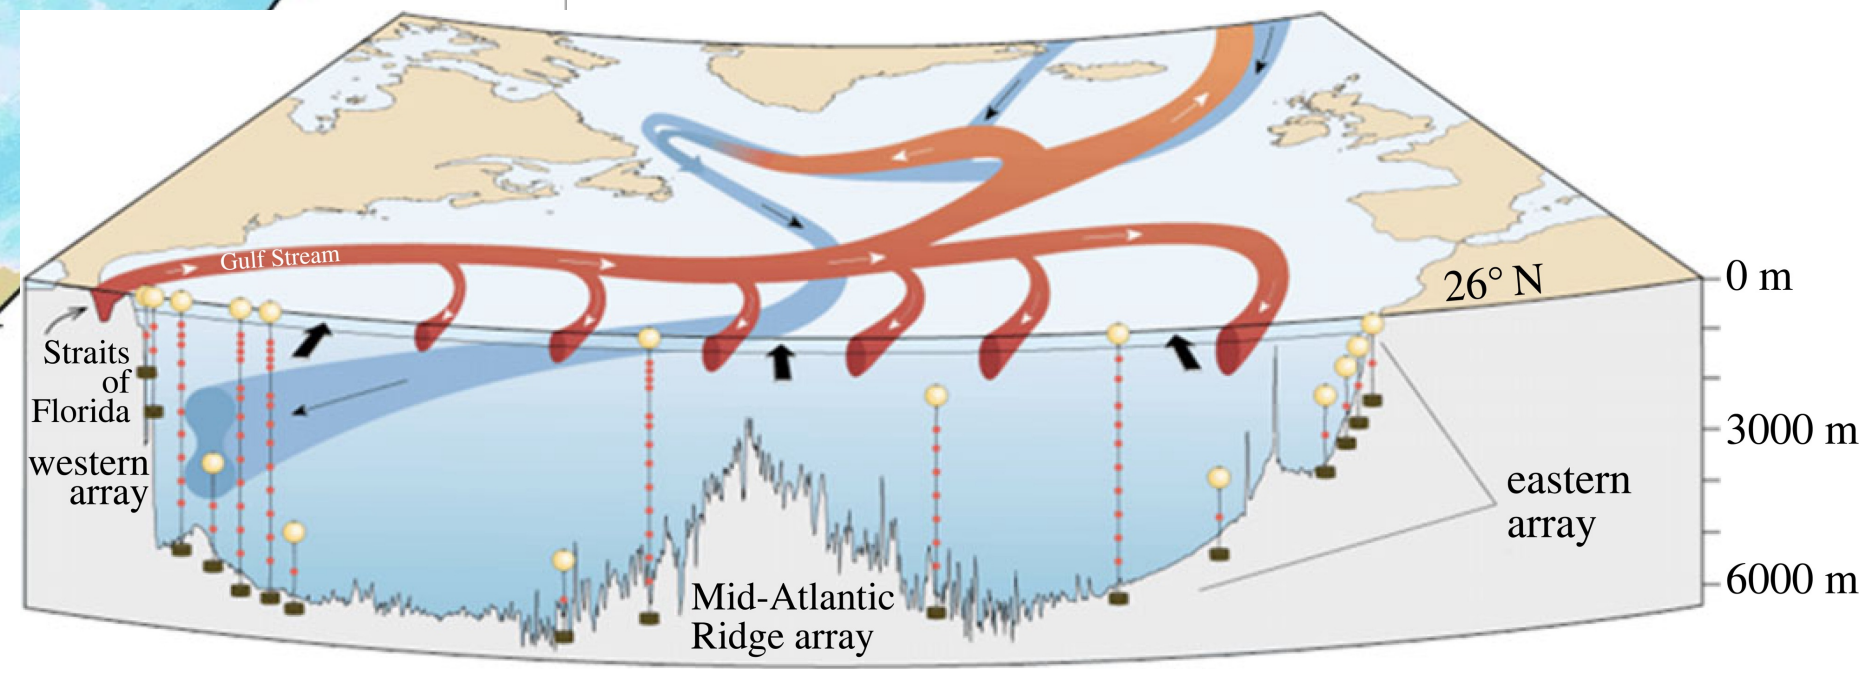 Gulf Stream
26° N
0 m
Straits
of
Florida
3000 m
western
array
eastern
array
6000 m
Mid-Atlantic
Ridge array